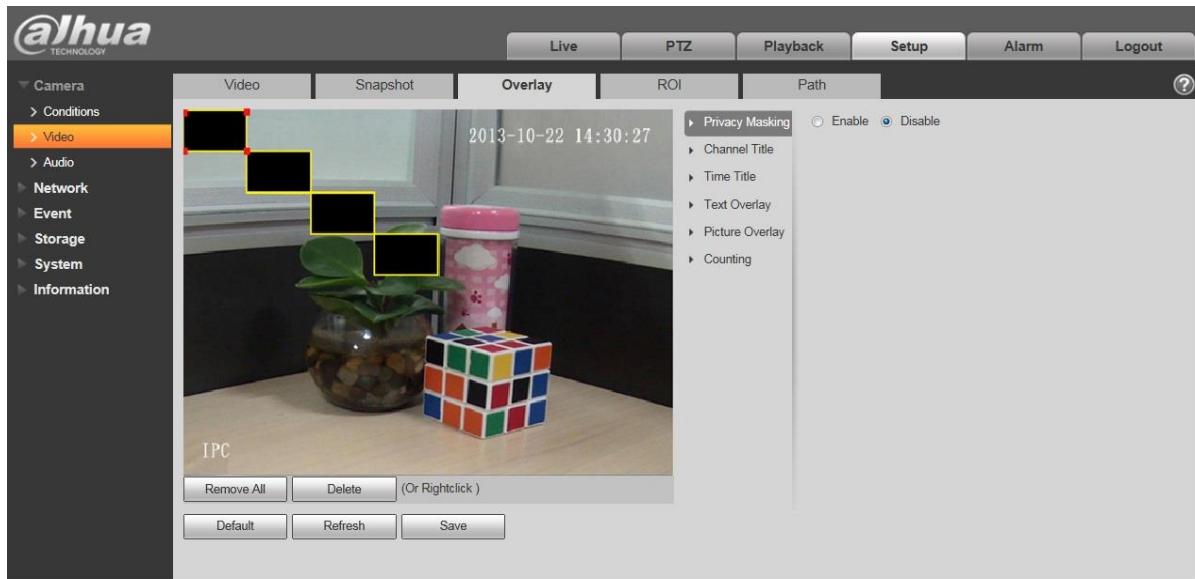 alhua
TECHNOLOGY
Live PTZ Playback Setup Alarm Logout
Camera
Conditions
Video
Audio
Network
Event
Storage
System
Information
Video Snapshot Overlay ROI Path
?
2013-10-22 14:30:27
IPC
Privacy Masking
Enable Disable
Channel Title
Time Title
Text Overlay
Picture Overlay
Counting
Remove All Delete (Or Rightclick )
Default Refresh Save